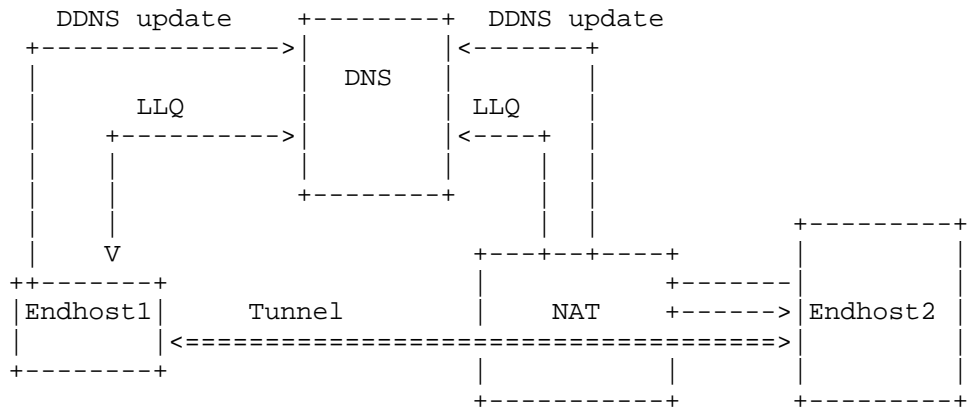 DDNS update DDNS update
DNS
LLQ LLQ
V
Endhost1 Tunnel NAT Endhost2